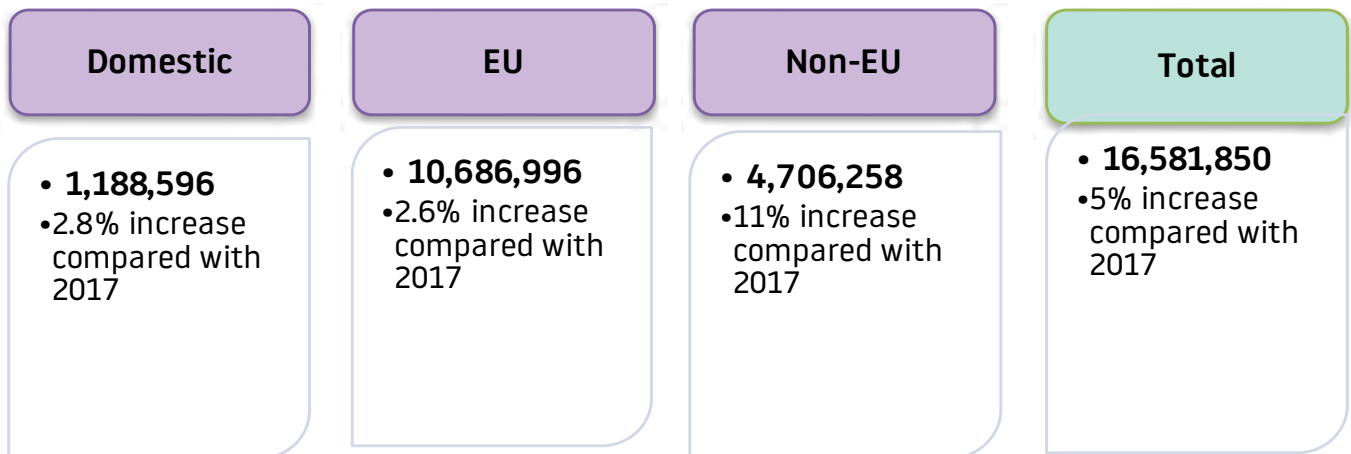 Domestic
• 1,188,596
•2.8% increase
compared with
2017
EU
• 10,686,996
•2.6% increase
compared with
2017
Non-EU
• 4,706,258
•11% increase
compared with
2017
Total
• 16,581,850
•5% increase
compared with
2017